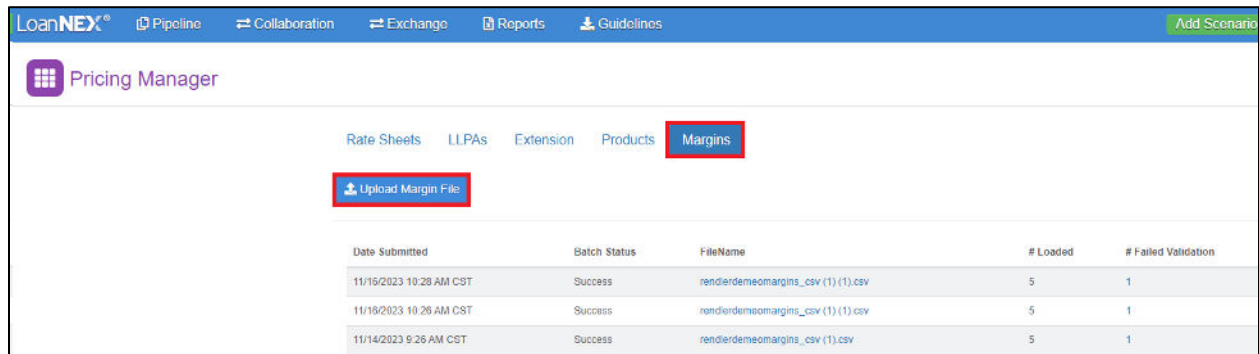 LoanNEX® Pipeline Collaboration Exchange Reports Guidelines Add Scenario
Pricing Manager
Rate Sheets LLPAs Extension Products Margins
Upload Margin File
Date Submitted Batch Status FileName # Loaded # Failed Validation
11/16/2023 10:28 AM CST Success rendlerdemeomargins_csv (1) (1).csv 5 1
11/16/2023 10:26 AM CST Success rendlerdemeomargins_csv (1) (1).csv 5 1
11/14/2023 9:26 AM CST Success rendlerdemeomargins_csv (1).csv 5 1